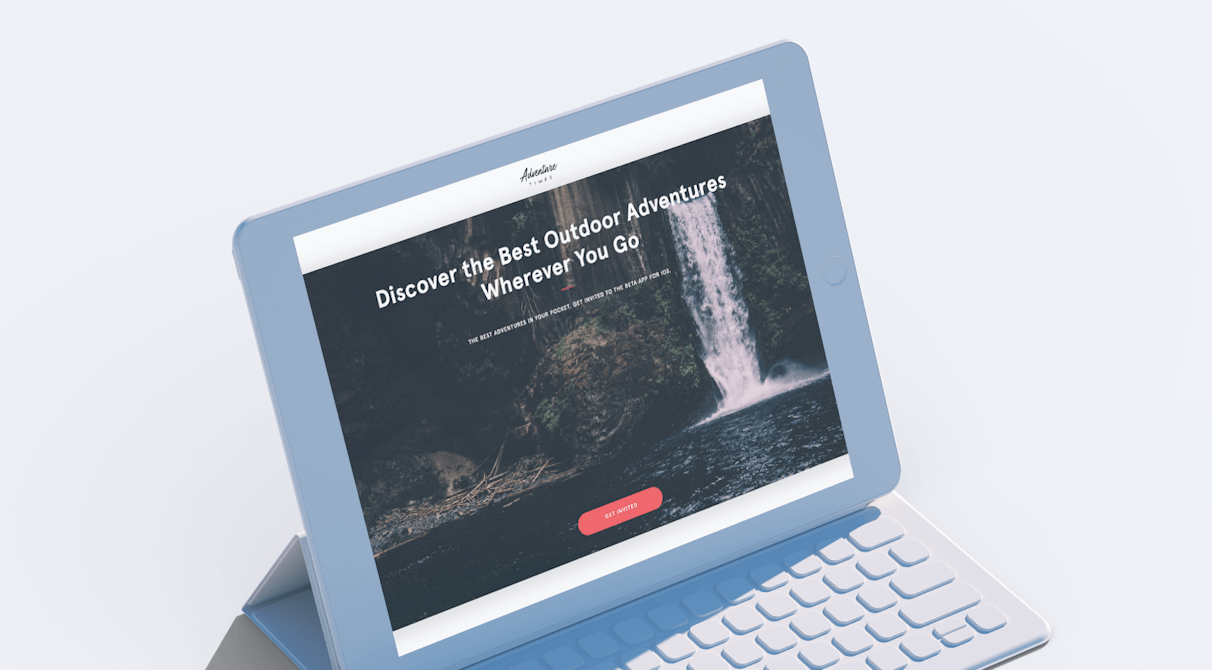 Adventure
TIMES
Discover the Best Outdoor Adventures
Wherever You Go
THE BEST ADVENTURES IN YOUR POCKET. GET INVITED TO THE BETA APP FOR IOS.
GET INVITED